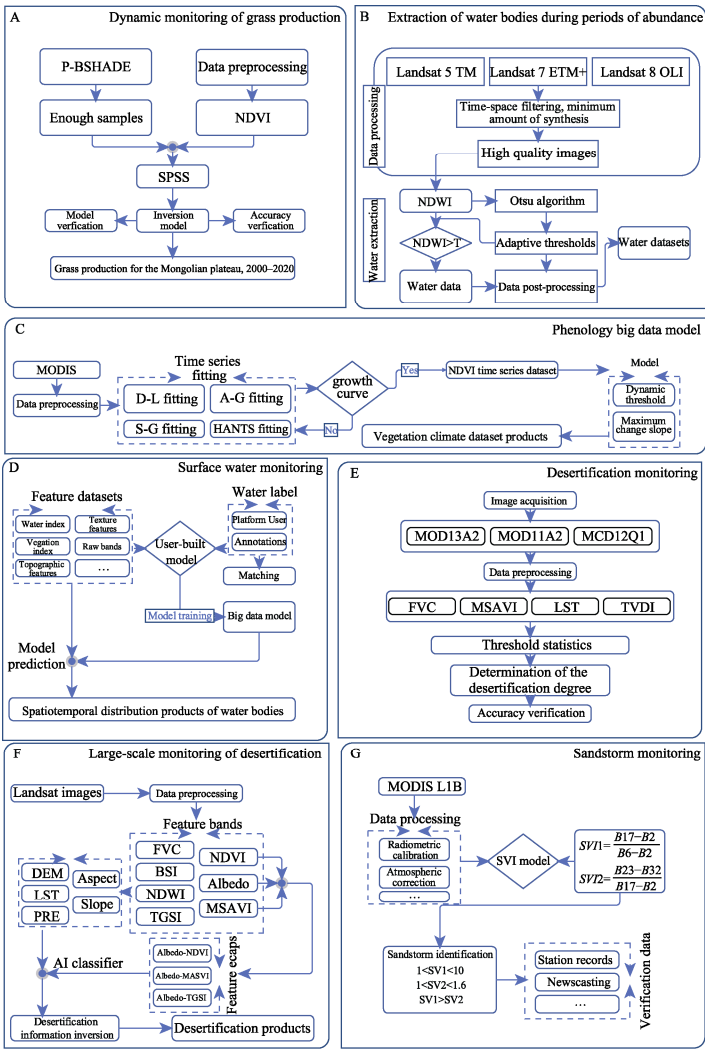 A
Dynamic monitoring of grass production
P-BSHADE
Data preprocessing
Enough samples
NDVI
SPSS
Model
verfication
Inversion
model
Accuracy
verfication
Grass production for the Mongolian plateau, 2000–2020
B
Extraction of water bodies during periods of abundance
Landsat 5 TM
Landsat 7 ETM+
Landsat 8 OLI
Time-space filtering, minimum
amount of synthesis
High quality images
Data processing
NDWI
Otsu algorithm
NDWI>T
Adaptive thresholds
Water datasets
Water data
Data post-processing
Water extraction
C
Phenology big data model
MODIS
Data preprocessing
Time series
fitting
D-L fitting
A-G fitting
S-G fitting
HANTS fitting
growth
curve
Yes
No
NDVI time series dataset
Model
Dynamic
threshold
Maximum
change slope
Vegetation climate dataset products
D
Surface water monitoring
Feature datasets
Water index
Texture
features
Vegation
index
Raw bands
Topographic
features
…
User-built
model
Water label
Platform User
Annotations
Matching
Model training
Big data model
Model
prediction
Spatiotemporal distribution products of water bodies
E
Desertification monitoring
Image acquisition
MOD13A2
MOD11A2
MCD12Q1
Data preprocessing
FVC
MSAVI
LST
TVDI
Threshold statistics
Determination of the
desertification degree
Accuracy verification
F
Large-scale monitoring of desertification
Landsat images
Data preprocessing
Feature bands
FVC
BSI
NDWI
TGSI
NDVI
Albedo
MSAVI
DEM
LST
PRE
Aspect
Slope
AI classifier
Albedo-NDVI
Albedo-MASVI
Albedo-TGSI
Feature ecaps
Desertification
information inversion
Desertification products
G
Sandstorm monitoring
MODIS L1B
Data processing
Radiometric
calibration
Atmospheric
correction
…
SVI model
SVI1=(B17−B2)/(B6−B2)
SVI2=(B23−B32)/(B17−B2)
Sandstorm identification
1<SV1<10
1<SV2<1.6
SV1>SV2
Station records
Newscasting
…
Verification data